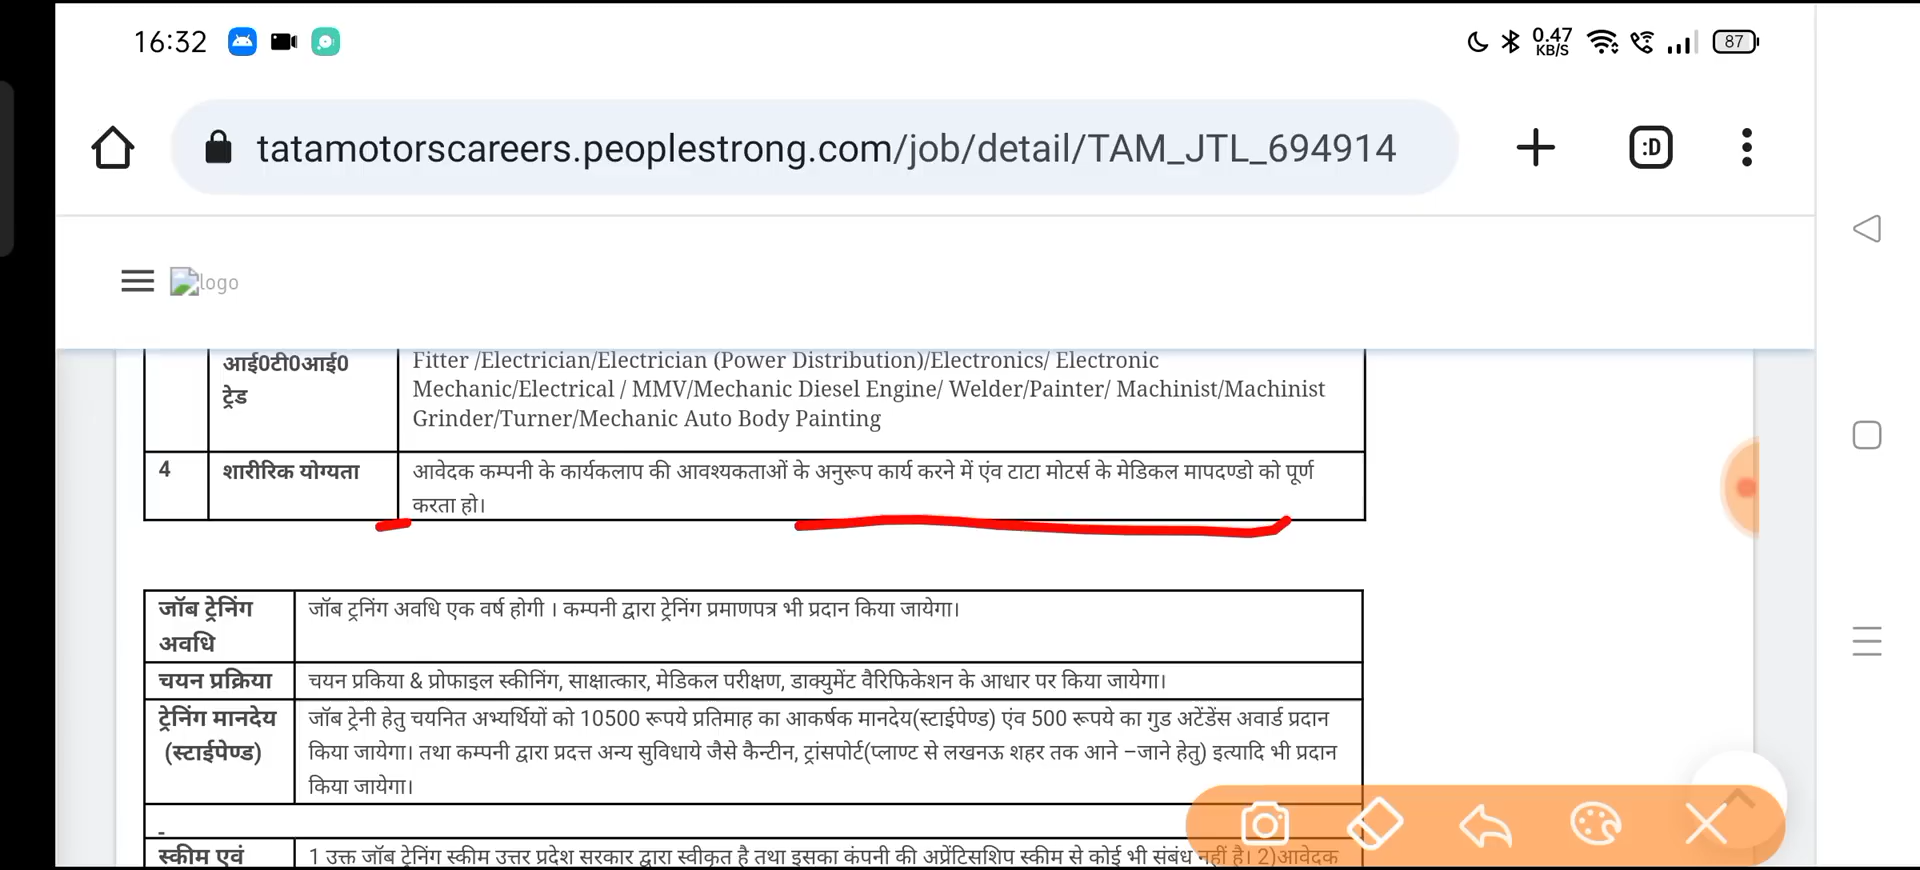 16:32
0.47
KB/S
87
tatamotorscareers.peoplestrong.com/job/detail/TAM_JTL_694914
:D
logo
आई0टी0आई0
ट्रेड
Fitter /Electrician/Electrician (Power Distribution)/Electronics/ Electronic
Mechanic/Electrical / MMV/Mechanic Diesel Engine/ Welder/Painter/ Machinist/Machinist
Grinder/Turner/Mechanic Auto Body Painting
4
शारीरिक योग्यता
आवेदक कम्पनी के कार्यकलाप की आवश्यकताओं के अनुरूप कार्य करने में एंव टाटा मोटर्स के मेडिकल मापदण्डो को पूर्ण
करता हो।
जॉब ट्रेनिंग
अवधि
जॉब ट्रनिंग अवधि एक वर्ष होगी । कम्पनी द्वारा ट्रेनिंग प्रमाणपत्र भी प्रदान किया जायेगा।
चयन प्रक्रिया
चयन प्रकिया & प्रोफाइल स्कीनिंग, साक्षात्कार, मेडिकल परीक्षण, डाक्युमेंट वैरिफिकेशन के आधार पर किया जायेगा।
ट्रेनिंग मानदेय
(स्टाईपेण्ड)
जॉब ट्रेनी हेतु चयनित अभ्यर्थियों को 10500 रूपये प्रतिमाह का आकर्षक मानदेय(स्टाईपेण्ड) एंव 500 रूपये का गुड अटेंडेंस अवार्ड प्रदान
किया जायेगा। तथा कम्पनी द्वारा प्रदत्त अन्य सुविधाये जैसे कैन्टीन, ट्रांसपोर्ट(प्लाण्ट से लखनऊ शहर तक आने –जाने हेतु) इत्यादि भी प्रदान
किया जायेगा।
-
स्कीम एवं
1 उक्त जॉब ट्रेनिंग स्कीम उत्तर प्रदेश सरकार द्वारा स्वीकृत है तथा इसका कंपनी की अप्रेंटिसशिप स्कीम से कोई भी संबंध नहीं है। 2)आवेदक